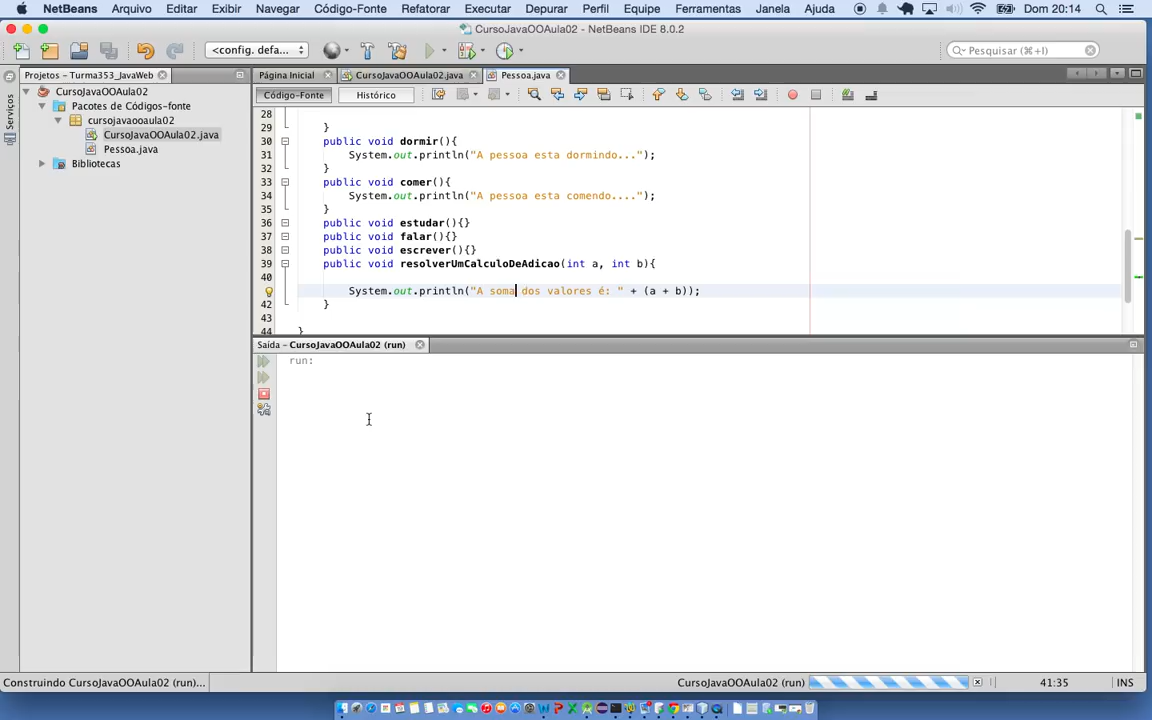 NetBeans Arquivo Editar Exibir Navegar Código-Fonte Refatorar Executar Depurar Perfil Equipe Ferramentas Janela Ajuda Dom 20:14
CursoJavaOOAula02 - NetBeans IDE 8.0.2
<config. defa... Pesquisar (⌘+I)
Projetos - Turma353_JavaWeb Página Inicial CursoJavaOOAula02.java Pessoa.java
Serviços
CursoJavaOOAula02
Pacotes de Códigos-fonte
cursojavaooaula02
CursoJavaOOAula02.java
Pessoa.java
Bibliotecas
Código-Fonte Histórico
28
29 }
30 public void dormir(){
31 System.out.println("A pessoa esta dormindo...");
32 }
33 public void comer(){
34 System.out.println("A pessoa esta comendo....");
35 }
36 public void estudar(){}
37 public void falar(){}
38 public void escrever(){}
39 public void resolverUmCalculoDeAdicao(int a, int b){
40
System.out.println("A soma dos valores é: " + (a + b));
42 }
43
44 }
Saída - CursoJavaOOAula02 (run)
run:
Construindo CursoJavaOOAula02 (run)... CursoJavaOOAula02 (run) 41:35 INS